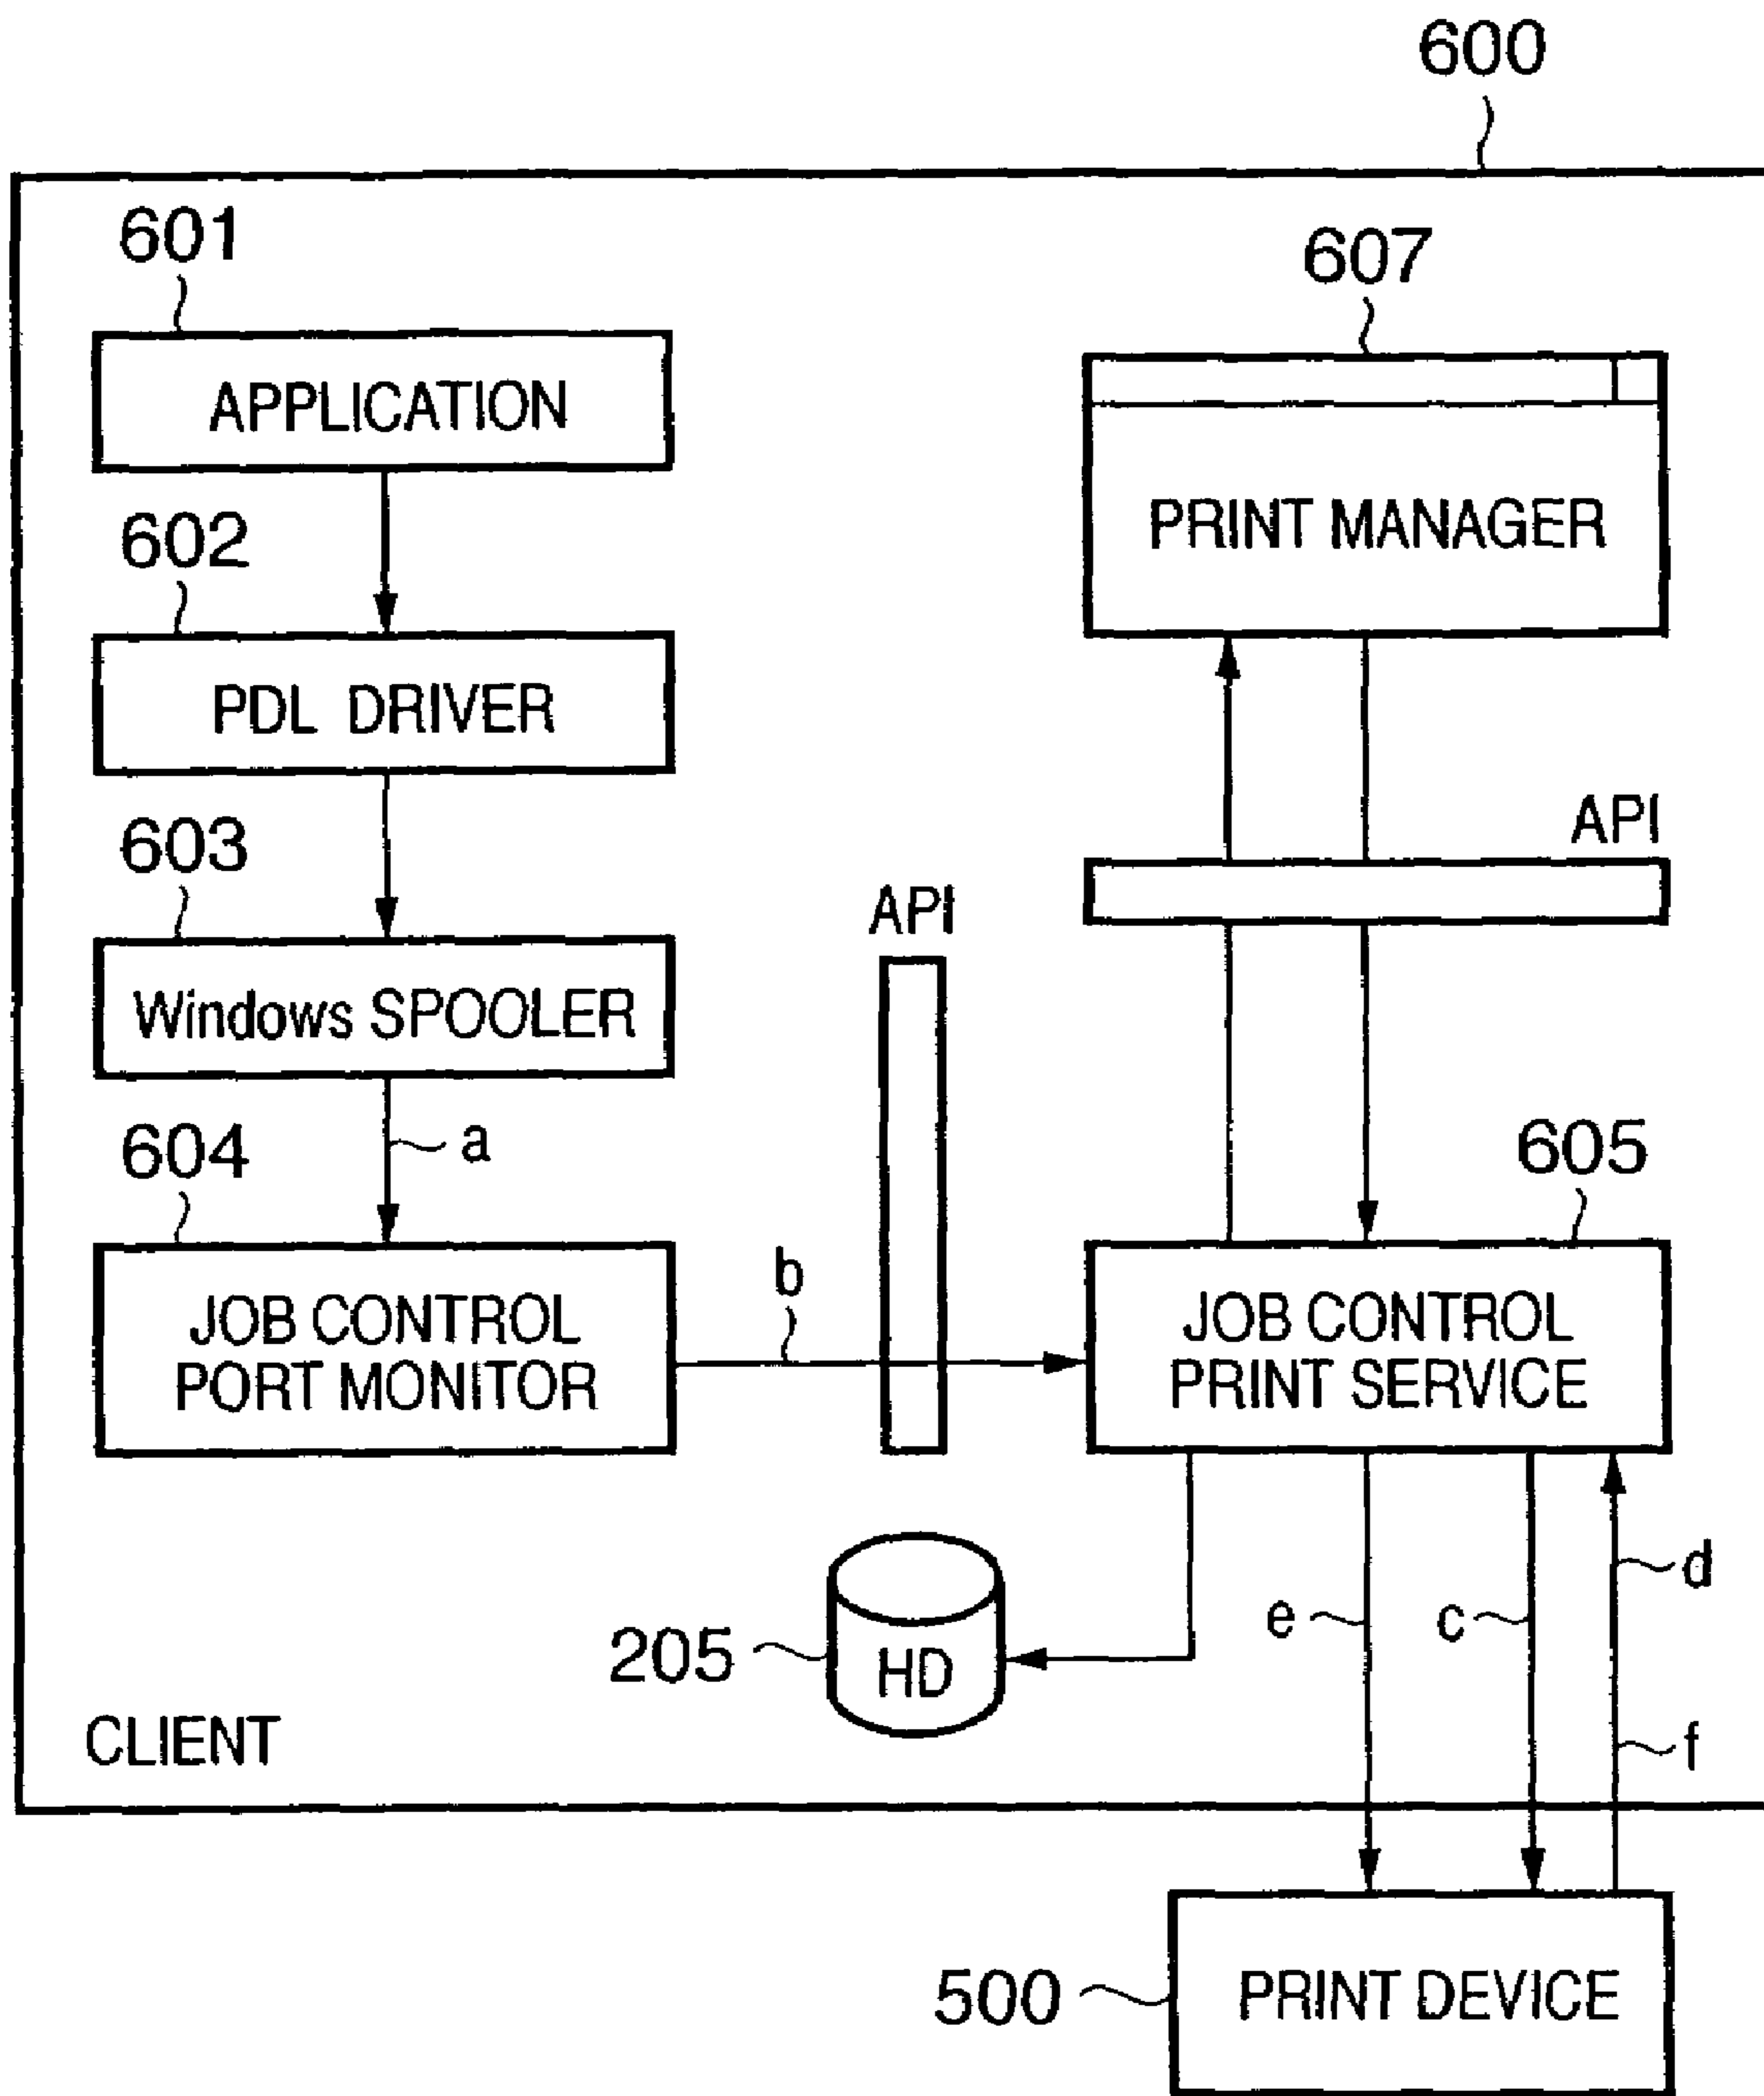 600
601
APPLICATION
607
PRINT MANAGER
602
PDL DRIVER
603
Windows SPOOLER
API
API
a
604
JOB CONTROL
PORT MONITOR
b
605
JOB CONTROL
PRINT SERVICE
205
HD
e
c
d
f
CLIENT
500
PRINT DEVICE